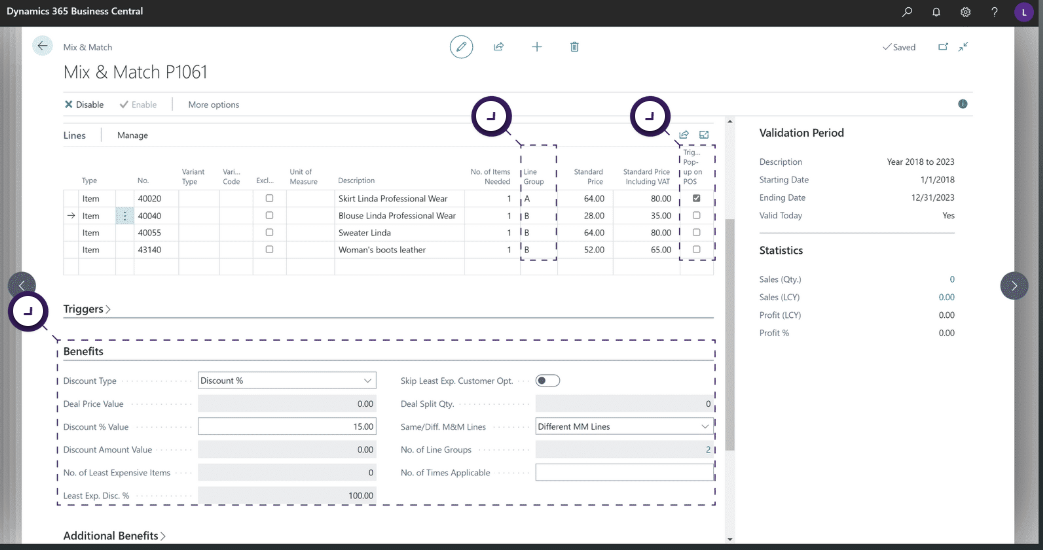 Dynamics 365 Business Central
?
L
Mix & Match
Saved
Mix & Match P1061
Disable
Enable
More options
Lines
Manage
Type
No.
Variant Type
Vari... Code
Excl...
Unit of Measure
Description
No. of Items Needed
Line Group
Standard Price
Standard Price Including VAT
Trig... Pop-up on POS
Item 40020 Skirt Linda Professional Wear 1 A 64.00 80.00
Item 40040 Blouse Linda Professional Wear 1 B 28.00 35.00
Item 40055 Sweater Linda 1 B 64.00 80.00
Item 43140 Woman's boots leather 1 B 52.00 65.00
Triggers
Benefits
Discount Type Discount %
Deal Price Value 0.00
Discount % Value 15.00
Discount Amount Value 0.00
No. of Least Expensive Items 0
Least Exp. Disc. % 100.00
Skip Least Exp. Customer Opt.
Deal Split Qty. 0
Same/Diff. M&M Lines Different MM Lines
No. of Line Groups 2
No. of Times Applicable
Additional Benefits
Validation Period
Description Year 2018 to 2023
Starting Date 1/1/2018
Ending Date 12/31/2023
Valid Today Yes
Statistics
Sales (Qty.) 0
Sales (LCY) 0.00
Profit (LCY) 0.00
Profit % 0.00